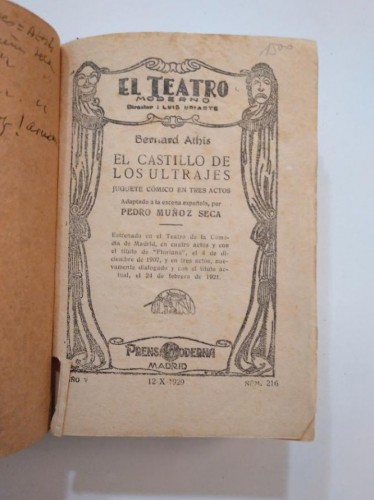 1500
EL TEATRO
MODERNO
Director: LUIS URIARTE
Bernard Athis
EL CASTILLO DE
LOS ULTRAJES
JUGUETE CÓMICO EN TRES ACTOS
Adaptado a la escena española, por
PEDRO MUÑOZ SECA
Estrenado en el Teatro de la Come-
dia de Madrid, en cuatro actos y con
el título de "Floriana", el 4 de di-
ciembre de 1907, y en tres actos, nue-
vamente dialogado y con el título ac-
tual, el 24 de febrero de 1921.
PRENSA MODERNA
MADRID
AÑO V 12-X-1929 NÚM. 216